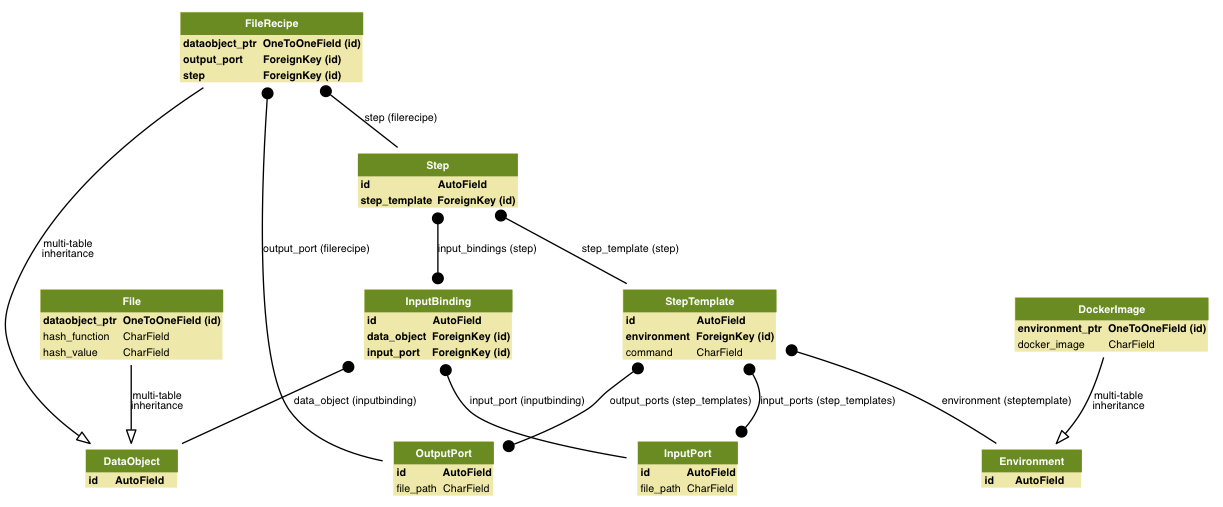 FileRecipe
dataobject_ptr OneToOneField (id)
output_port ForeignKey (id)
step ForeignKey (id)
step (filerecipe)
Step
id AutoField
step_template ForeignKey (id)
multi-table
inheritance
output_port (filerecipe)
input_bindings (step)
step_template (step)
File
dataobject_ptr OneToOneField (id)
hash_function CharField
hash_value CharField
InputBinding
id AutoField
data_object ForeignKey (id)
input_port ForeignKey (id)
StepTemplate
id AutoField
environment ForeignKey (id)
command CharField
DockerImage
environment_ptr OneToOneField (id)
docker_image CharField
multi-table
inheritance
data_object (inputbinding)
input_port (inputbinding)
output_ports (step_templates)
input_ports (step_templates)
environment (steptemplate)
multi-table
inheritance
DataObject
id AutoField
OutputPort
id AutoField
file_path CharField
InputPort
id AutoField
file_path CharField
Environment
id AutoField